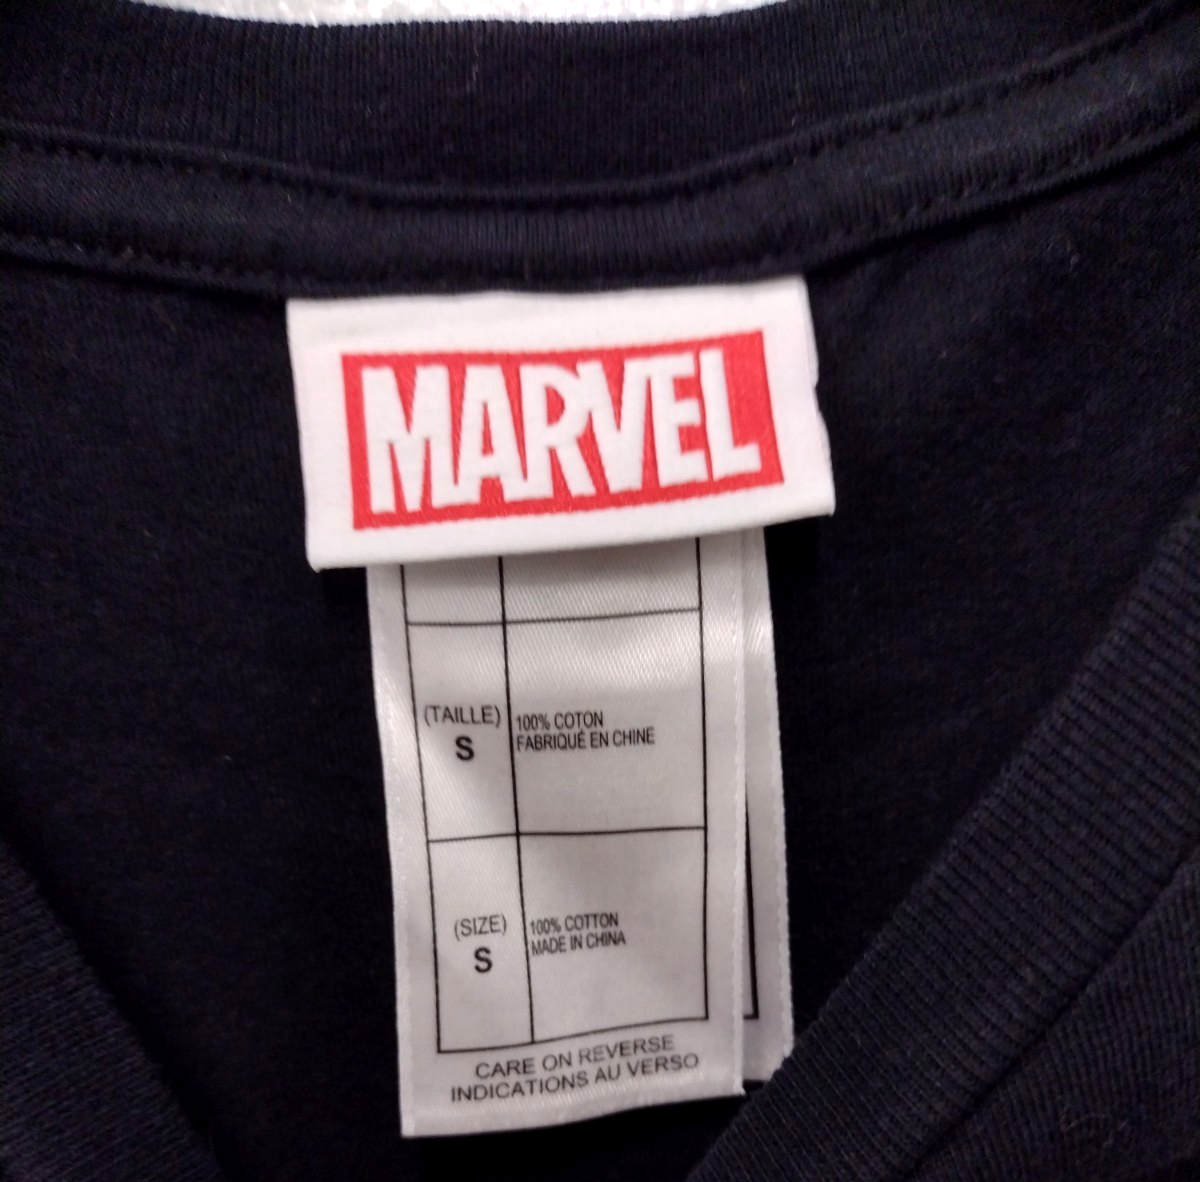 MARVEL
(TAILLE)
S
100% COTON
FABRIQUÉ EN CHINE
(SIZE)
S
100% COTTON
MADE IN CHINA
CARE ON REVERSE
INDICATIONS AU VERSO